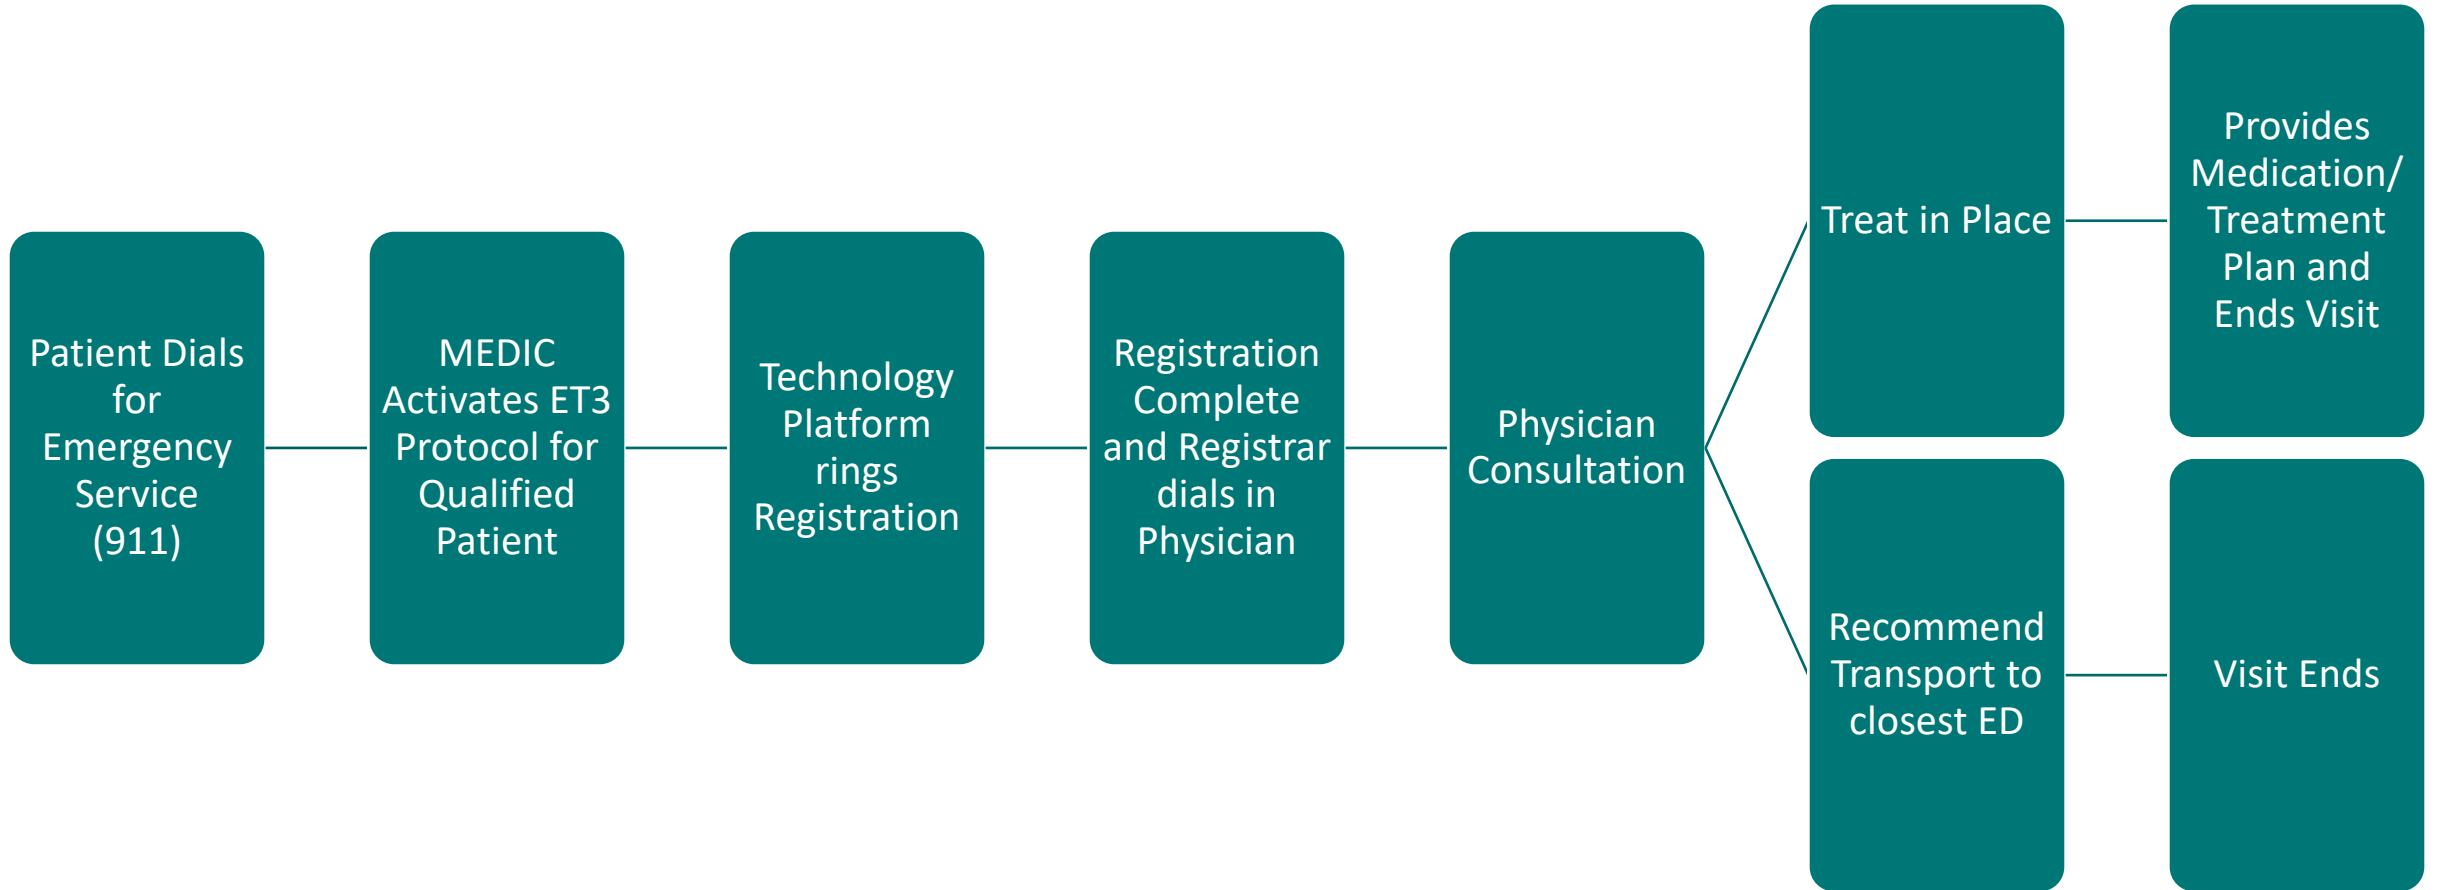 Patient Dials
for
Emergency
Service
(911)
MEDIC
Activates ET3
Protocol for
Qualified
Patient
Technology
Platform
rings
Registration
Registration
Complete
and Registrar
dials in
Physician
Physician
Consultation
Treat in Place
Provides
Medication/
Treatment
Plan and
Ends Visit
Recommend
Transport to
closest ED
Visit Ends